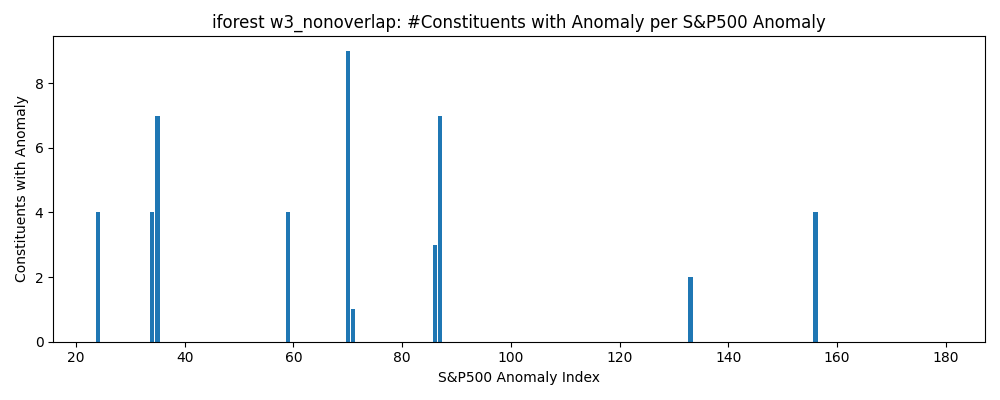 iforest w3_nonoverlap: #Constituents with Anomaly per S&P500 Anomaly
Constituents with Anomaly
8
6
4
2
0
20 40 60 80 100 120 140 160 180
S&P500 Anomaly Index